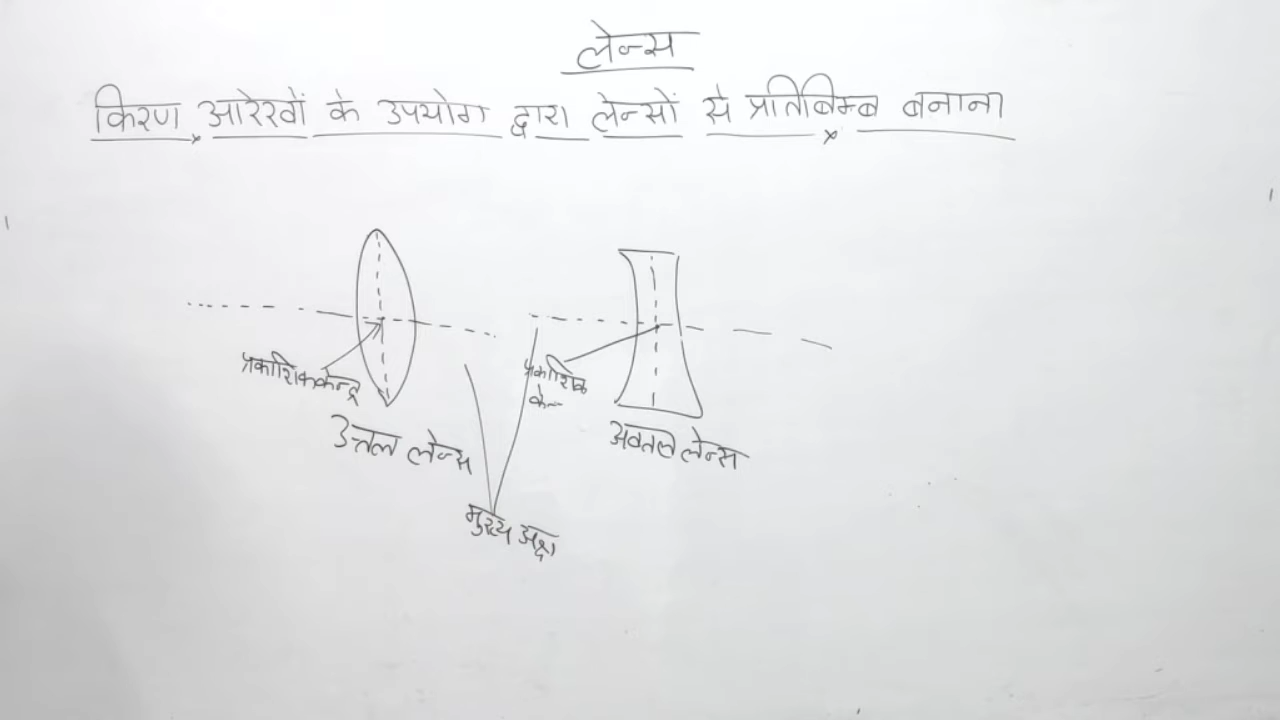 लेन्स
किरण आरेखों के उपयोग द्वारा लेन्सों से प्रतिबिम्ब बनाना
प्रकाशिक केन्द्र
प्रकाशिक
के
उत्तल लेन्स
अवतल लेन्स
मुख्य अक्ष